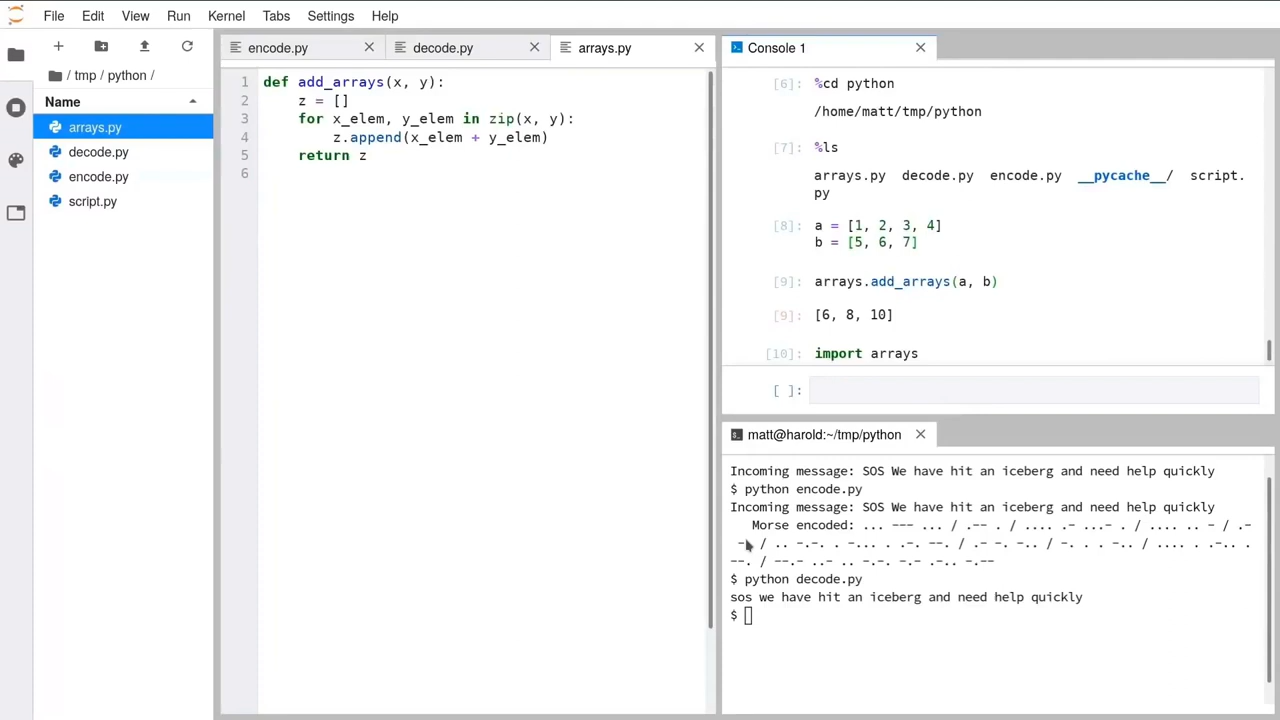 File Edit View Run Kernel Tabs Settings Help
/ tmp / python /
Name
arrays.py
decode.py
encode.py
script.py
encode.py decode.py arrays.py
1 def add_arrays(x, y):
2     z = []
3     for x_elem, y_elem in zip(x, y):
4         z.append(x_elem + y_elem)
5     return z
6
Console 1
[6]: %cd python
/home/matt/tmp/python
[7]: %ls
arrays.py  decode.py  encode.py  __pycache__/  script.
py
[8]: a = [1, 2, 3, 4]
b = [5, 6, 7]
[9]: arrays.add_arrays(a, b)
[9]: [6, 8, 10]
[10]: import arrays
[ ]:
matt@harold:~/tmp/python
Incoming message: SOS We have hit an iceberg and need help quickly
$ python encode.py
Incoming message: SOS We have hit an iceberg and need help quickly
   Morse encoded: ... --- ... / .-- . / .... .- ...- . / .... .. - / .-
 -. / .. -.-. . -... . .-. --. / .- -. -.. / -. . . -.. / .... . .-.. .
--. / --.- ..- .. -.-. -.- .-.. -.--
$ python decode.py
sos we have hit an iceberg and need help quickly
$